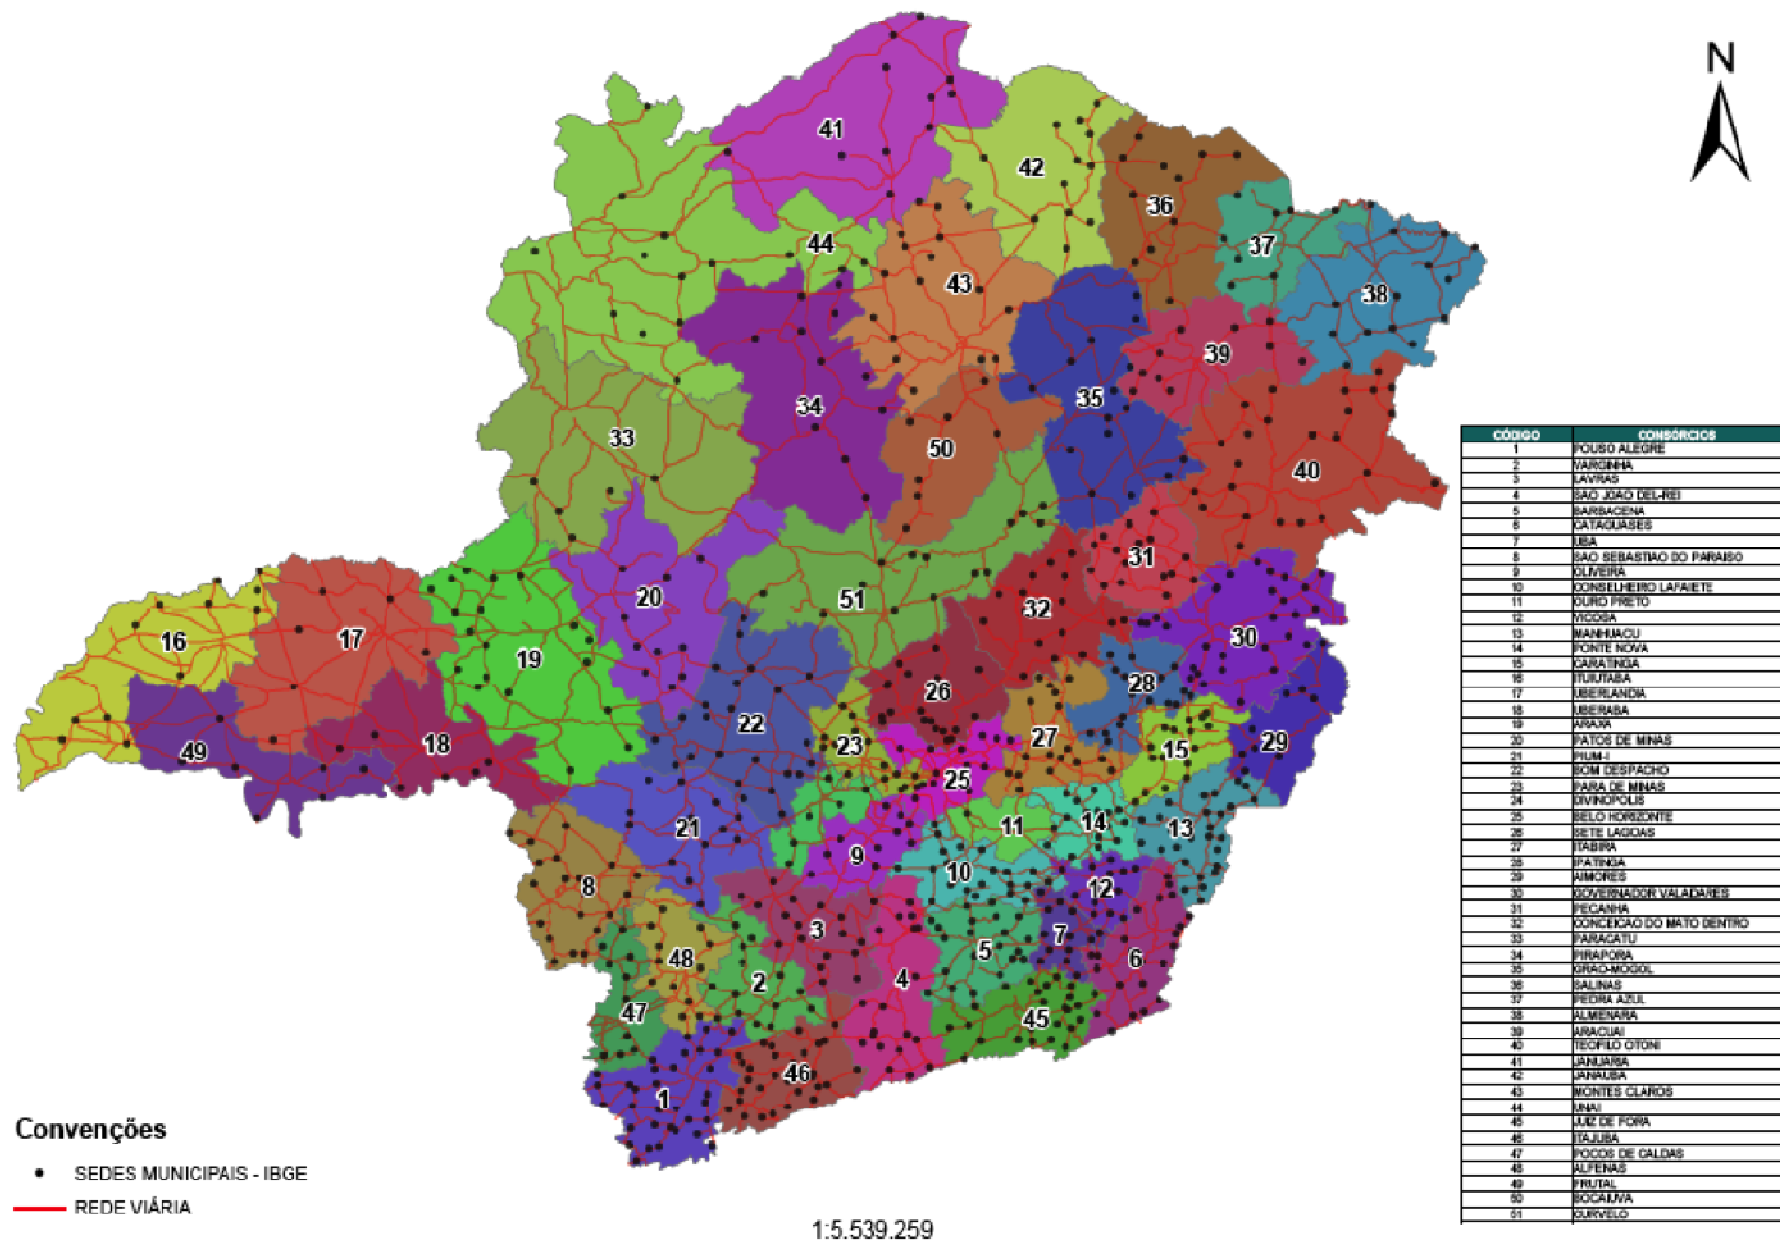 N
41
42
36
44
37
43
38
39
34
35
33
50
40
31
20
51
32
16
17
30
19
26
28
22
49
18
23
27
15
29
25
21
11
14
13
9
10
8
12
3
7
5
48
6
2
4
47
45
46
1
CÓDIGO CONSÓRCIOS
1 POUSO ALEGRE
2 VARGINHA
3 LAVRAS
4 SAO JOAO DEL-REI
5 BARBACENA
6 CATAGUASES
7 UBA
8 SAO SEBASTIAO DO PARAISO
9 OLIVEIRA
10 CONSELHEIRO LAFAIETE
11 OURO PRETO
12 VICOSA
13 MANHUACU
14 PONTE NOVA
15 CARATINGA
16 ITUIUTABA
17 UBERLANDIA
18 UBERABA
19 ARAXA
20 PATOS DE MINAS
21 PIUM-I
22 BOM DESPACHO
23 PARA DE MINAS
24 DIVINOPOLIS
25 BELO HORIZONTE
26 SETE LAGOAS
27 ITABIRA
28 IPATINGA
29 AIMORES
30 GOVERNADOR VALADARES
31 PECANHA
32 CONCEICAO DO MATO DENTRO
33 PARACATU
34 PIRAPORA
35 GRAO-MOGOL
36 SALINAS
37 PEDRA AZUL
38 ALMENARA
39 ARACUAI
40 TEOFILO OTONI
41 JANUARIA
42 JANAUBA
43 MONTES CLAROS
44 UNAI
45 JUIZ DE FORA
46 ITAJUBA
47 POCOS DE CALDAS
48 ALFENAS
49 FRUTAL
50 BOCAIUVA
51 CURVELO
Convenções
SEDES MUNICIPAIS - IBGE
REDE VIÁRIA
1:5.539.259